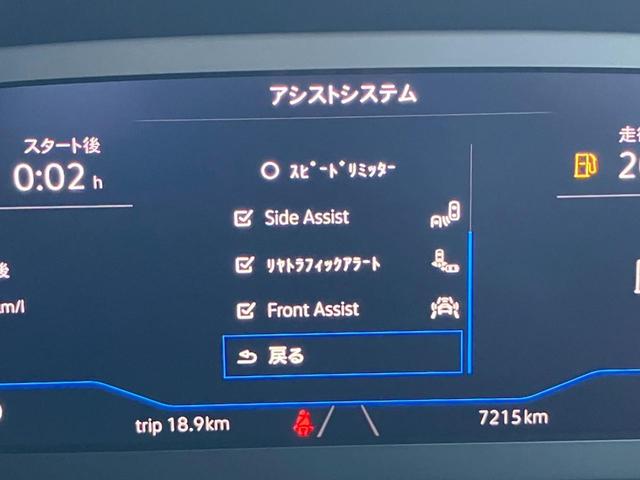 アシストシステム
スタート後
0:02 h
スピードリミッター
Side Assist
リヤトラフィックアラート
Front Assist
戻る
後
trip 18.9km
7215km